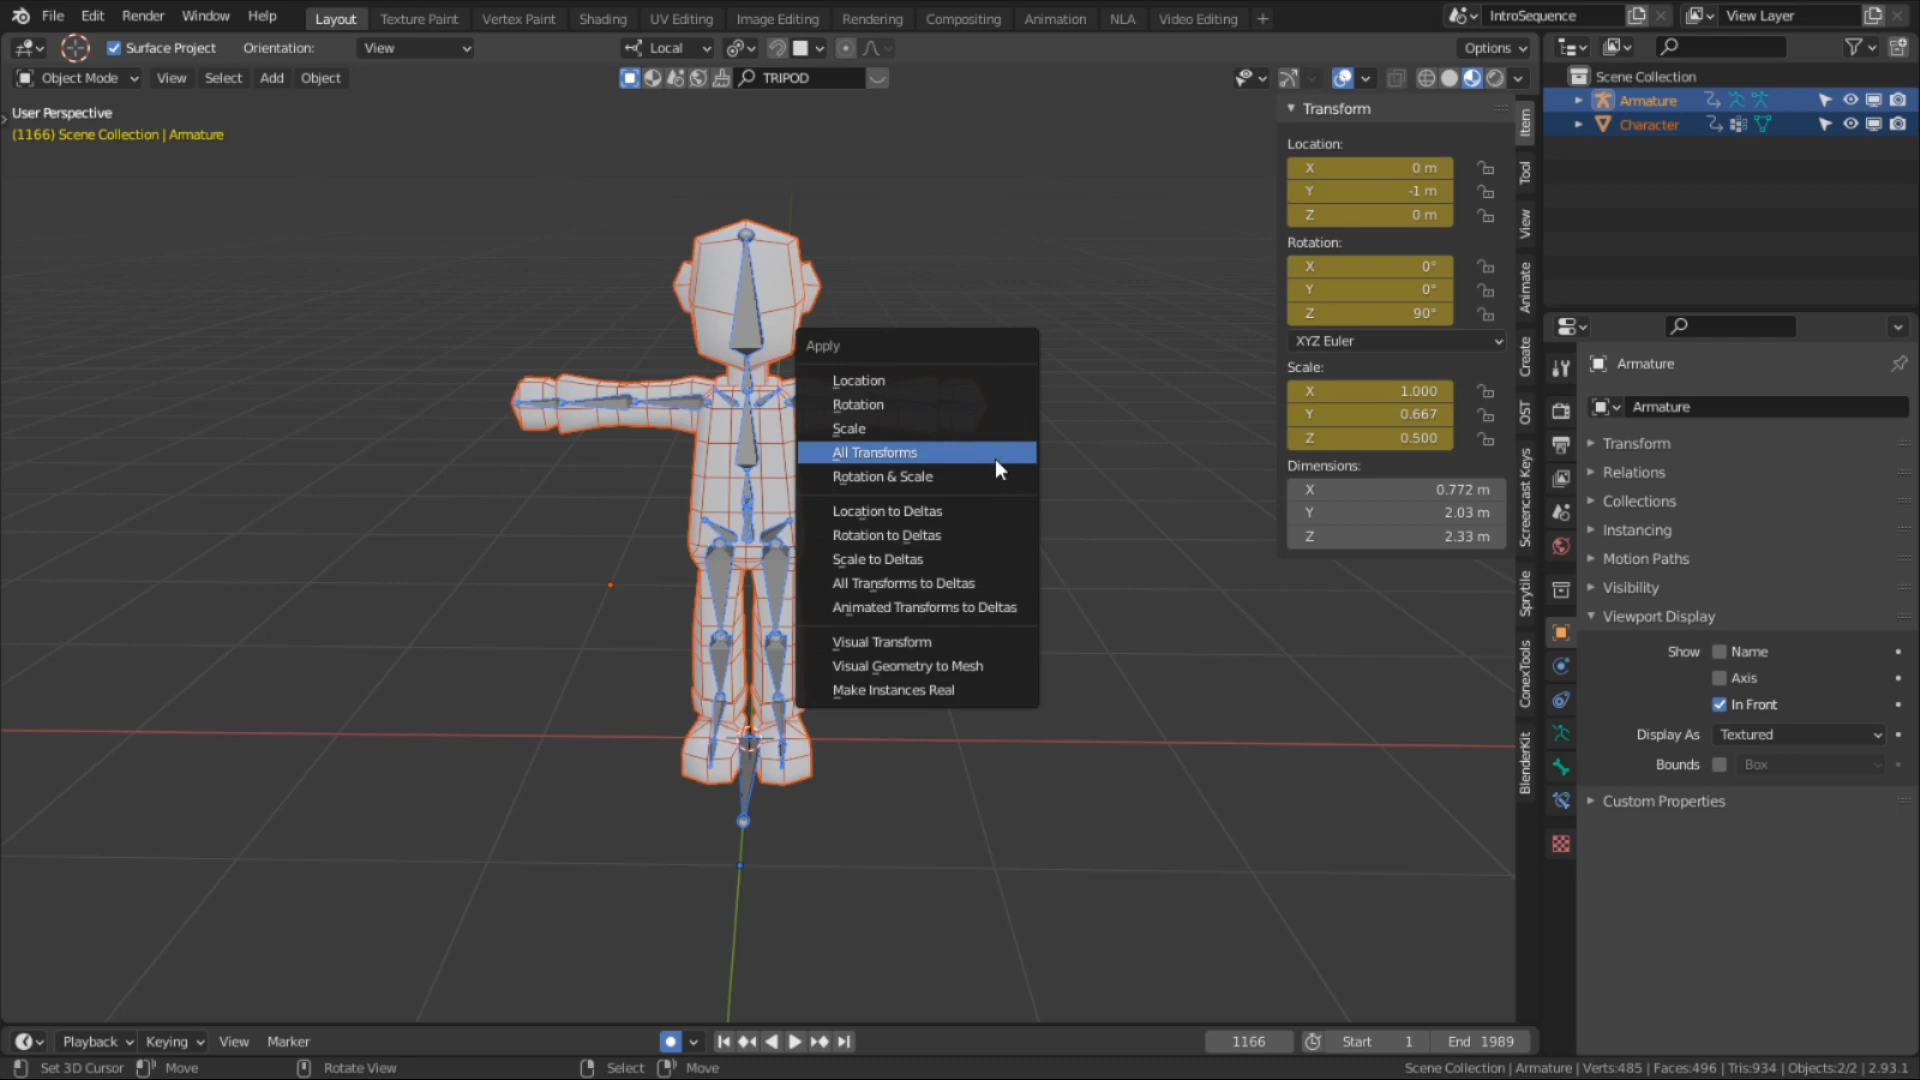 File Edit Render Window Help
Layout Texture Paint Vertex Paint Shading UV Editing Image Editing Rendering Compositing Animation NLA Video Editing +
IntroSequence
View Layer
Surface Project Orientation: View
Local
Options
Object Mode View Select Add Object
TRIPOD
User Perspective
(1166) Scene Collection | Armature
Scene Collection
Armature
Character
Transform
Location:
X 0 m
Y -1 m
Z 0 m
Rotation:
X 0°
Y 0°
Z 90°
XYZ Euler
Scale:
X 1.000
Y 0.667
Z 0.500
Dimensions:
X 0.772 m
Y 2.03 m
Z 2.33 m
Item
Tool
View
Animate
Create
OST
Screencast Keys
Sprytile
ConexTools
BlenderKit
Apply
Location
Rotation
Scale
All Transforms
Rotation & Scale
Location to Deltas
Rotation to Deltas
Scale to Deltas
All Transforms to Deltas
Animated Transforms to Deltas
Visual Transform
Visual Geometry to Mesh
Make Instances Real
Armature
Armature
Transform
Relations
Collections
Instancing
Motion Paths
Visibility
Viewport Display
Show Name
Axis
In Front
Display As Textured
Bounds Box
Custom Properties
Playback Keying View Marker
1166 Start 1 End 1989
Set 3D Cursor Move Rotate View Select Move
Scene Collection | Armature | Verts:485 | Faces:496 | Tris:934 | Objects:2/2 | 2.93.1